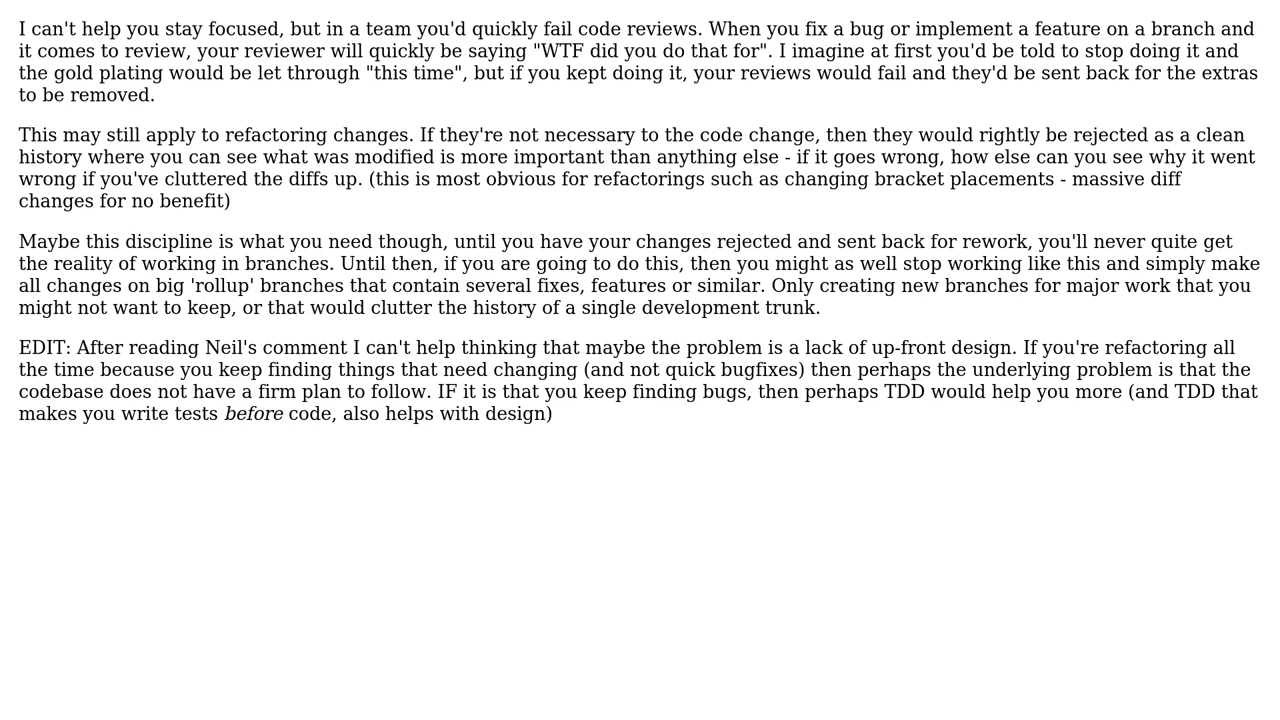 I can't help you stay focused, but in a team you'd quickly fail code reviews. When you fix a bug or implement a feature on a branch and
it comes to review, your reviewer will quickly be saying "WTF did you do that for". I imagine at first you'd be told to stop doing it and
the gold plating would be let through "this time", but if you kept doing it, your reviews would fail and they'd be sent back for the extras
to be removed.
This may still apply to refactoring changes. If they're not necessary to the code change, then they would rightly be rejected as a clean
history where you can see what was modified is more important than anything else - if it goes wrong, how else can you see why it went
wrong if you've cluttered the diffs up. (this is most obvious for refactorings such as changing bracket placements - massive diff
changes for no benefit)
Maybe this discipline is what you need though, until you have your changes rejected and sent back for rework, you'll never quite get
the reality of working in branches. Until then, if you are going to do this, then you might as well stop working like this and simply make
all changes on big 'rollup' branches that contain several fixes, features or similar. Only creating new branches for major work that you
might not want to keep, or that would clutter the history of a single development trunk.
EDIT: After reading Neil's comment I can't help thinking that maybe the problem is a lack of up-front design. If you're refactoring all
the time because you keep finding things that need changing (and not quick bugfixes) then perhaps the underlying problem is that the
codebase does not have a firm plan to follow. IF it is that you keep finding bugs, then perhaps TDD would help you more (and TDD that
makes you write tests before code, also helps with design)